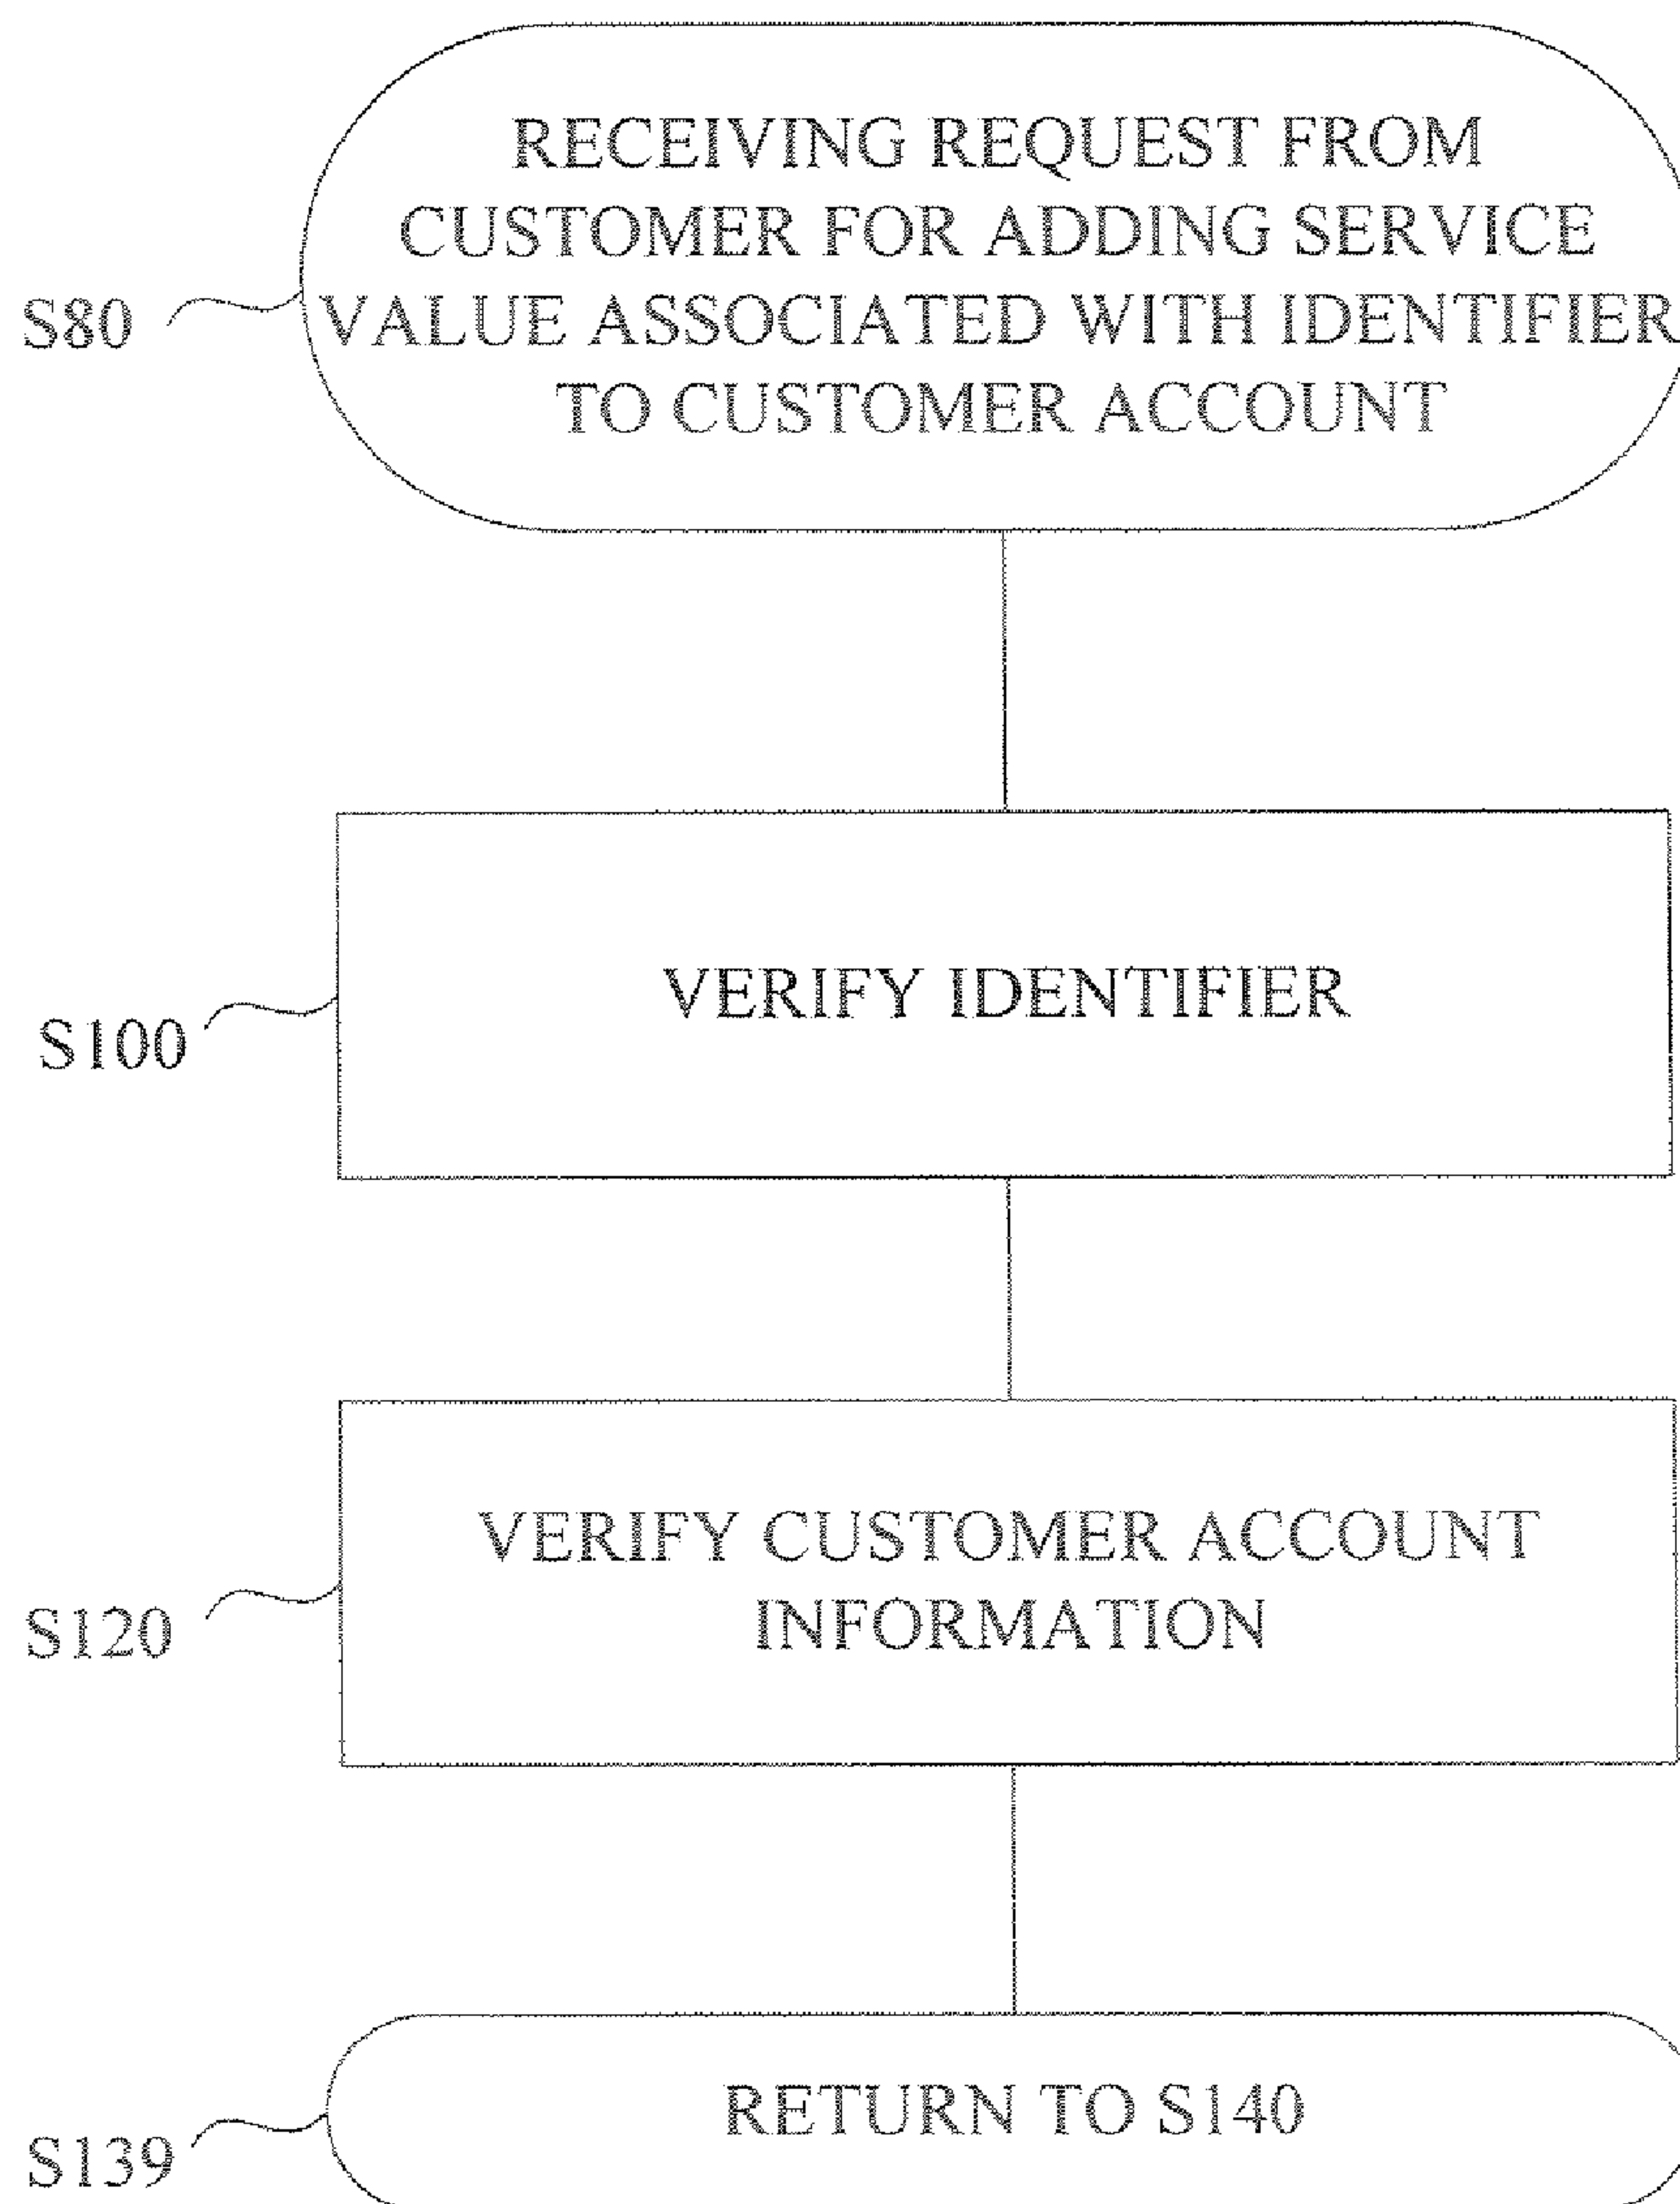 RECEIVING REQUEST FROM
CUSTOMER FOR ADDING SERVICE
VALUE ASSOCIATED WITH IDENTIFIER
TO CUSTOMER ACCOUNT
S80
VERIFY IDENTIFIER
S100
VERIFY CUSTOMER ACCOUNT
INFORMATION
S120
RETURN TO S140
S139